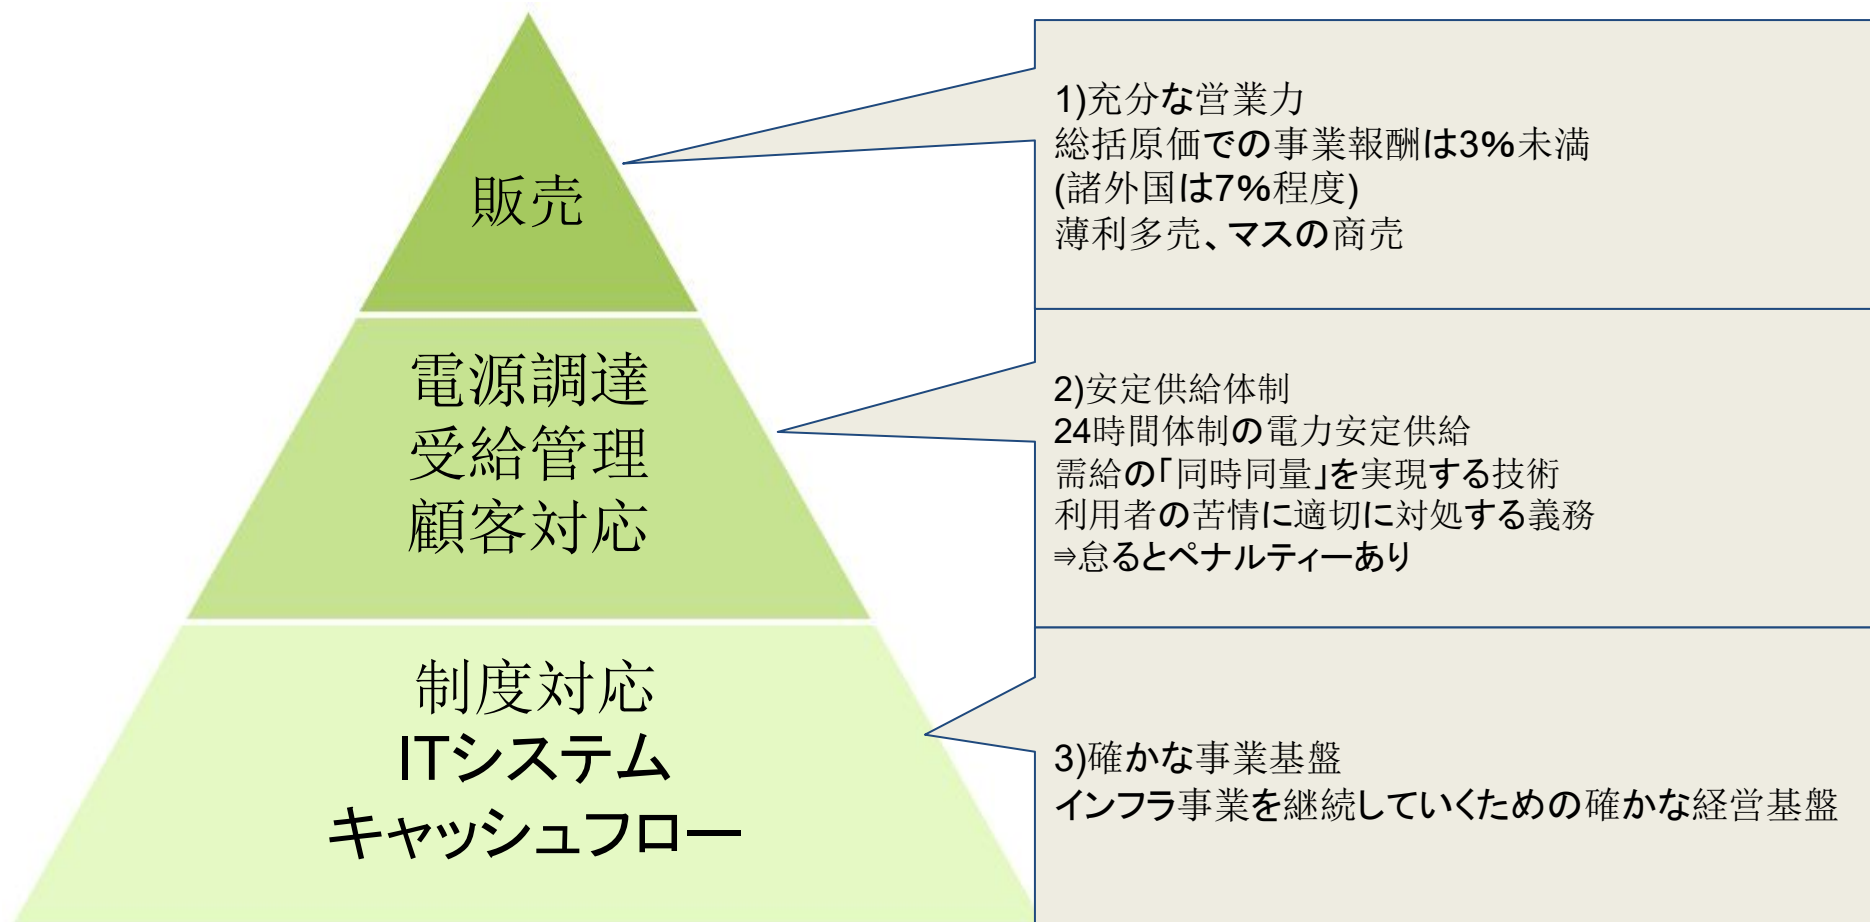 販売
1)充分な営業力
総括原価での事業報酬は3%未満
(諸外国は7%程度)
薄利多売、マスの商売
電源調達
受給管理
顧客対応
2)安定供給体制
24時間体制の電力安定供給
需給の「同時同量」を実現する技術
利用者の苦情に適切に対処する義務
⇒怠るとペナルティーあり
制度対応
ITシステム
キャッシュフロー
3)確かな事業基盤
インフラ事業を継続していくための確かな経営基盤